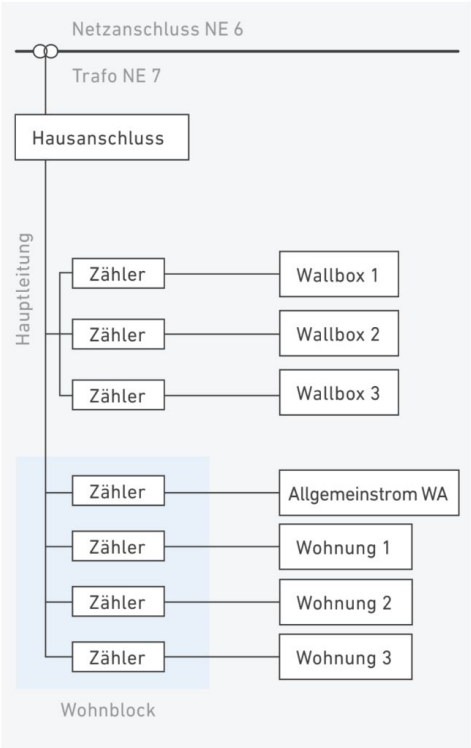 Netzanschluss NE 6
Trafo NE 7
Hausanschluss
Hauptleitung
Zähler
Wallbox 1
Zähler
Wallbox 2
Zähler
Wallbox 3
Zähler
Allgemeinstrom WA
Zähler
Wohnung 1
Zähler
Wohnung 2
Zähler
Wohnung 3
Wohnblock